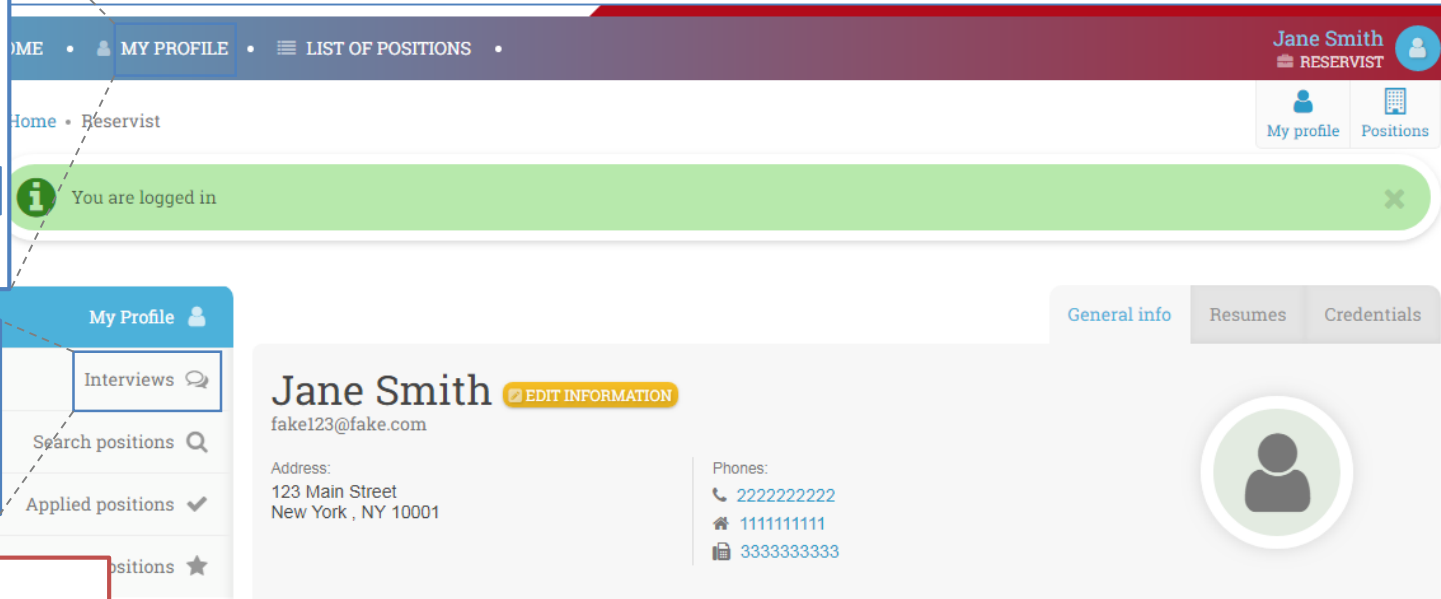 MY PROFILE • LIST OF POSITIONS •
Jane Smith
RESERVIST
Home • Reservist
My profile Positions
You are logged in
My Profile
General info Resumes Credentials
Interviews
Jane Smith EDIT INFORMATION
fake123@fake.com
Search positions
Address:
Phones:
123 Main Street
2222222222
New York , NY 10001
Applied positions
1111111111
3333333333